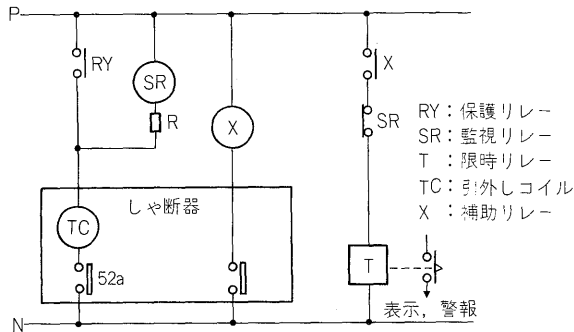 P
RY
SR
R
X
X
SR
しゃ断器
TC
52a
T
表示, 警報
N
RY：保護リレー
SR：監視リレー
T：限時リレー
TC：引外しコイル
X：補助リレー